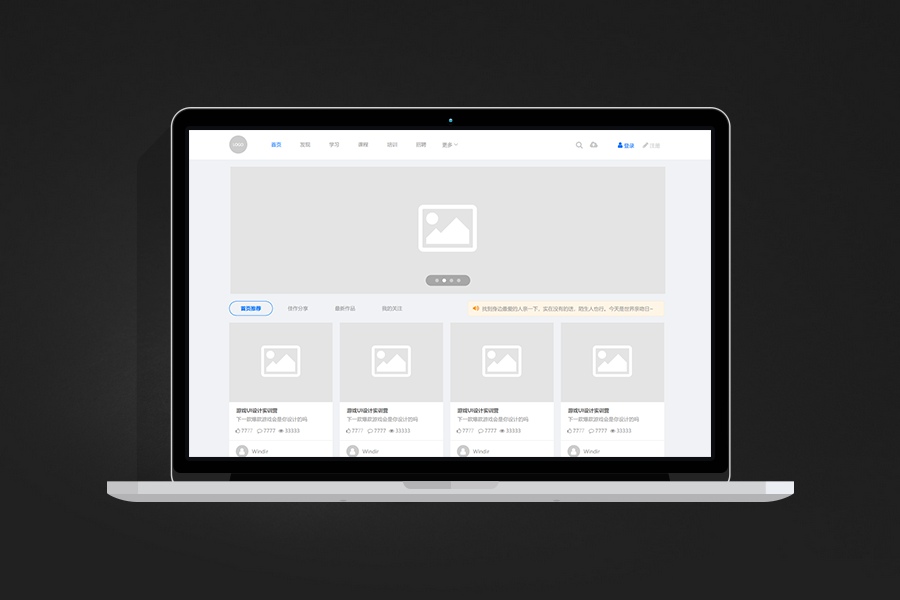 LOGO 首页 发现 学习 课程 培训 招聘 更多 登录 注册
首页推荐 佳作分享 最新作品 我的关注 找到身边最爱的人亲一下，实在没有的话，陌生人也行。今天是世界亲吻日~
游戏UI设计实训营 游戏UI设计实训营 游戏UI设计实训营 游戏UI设计实训营
下一款爆款游戏会是你设计的吗 下一款爆款游戏会是你设计的吗 下一款爆款游戏会是你设计的吗 下一款爆款游戏会是你设计的吗
7777 7777 33333 7777 7777 33333 7777 7777 33333 7777 7777 33333
Windir Windir Windir Windir